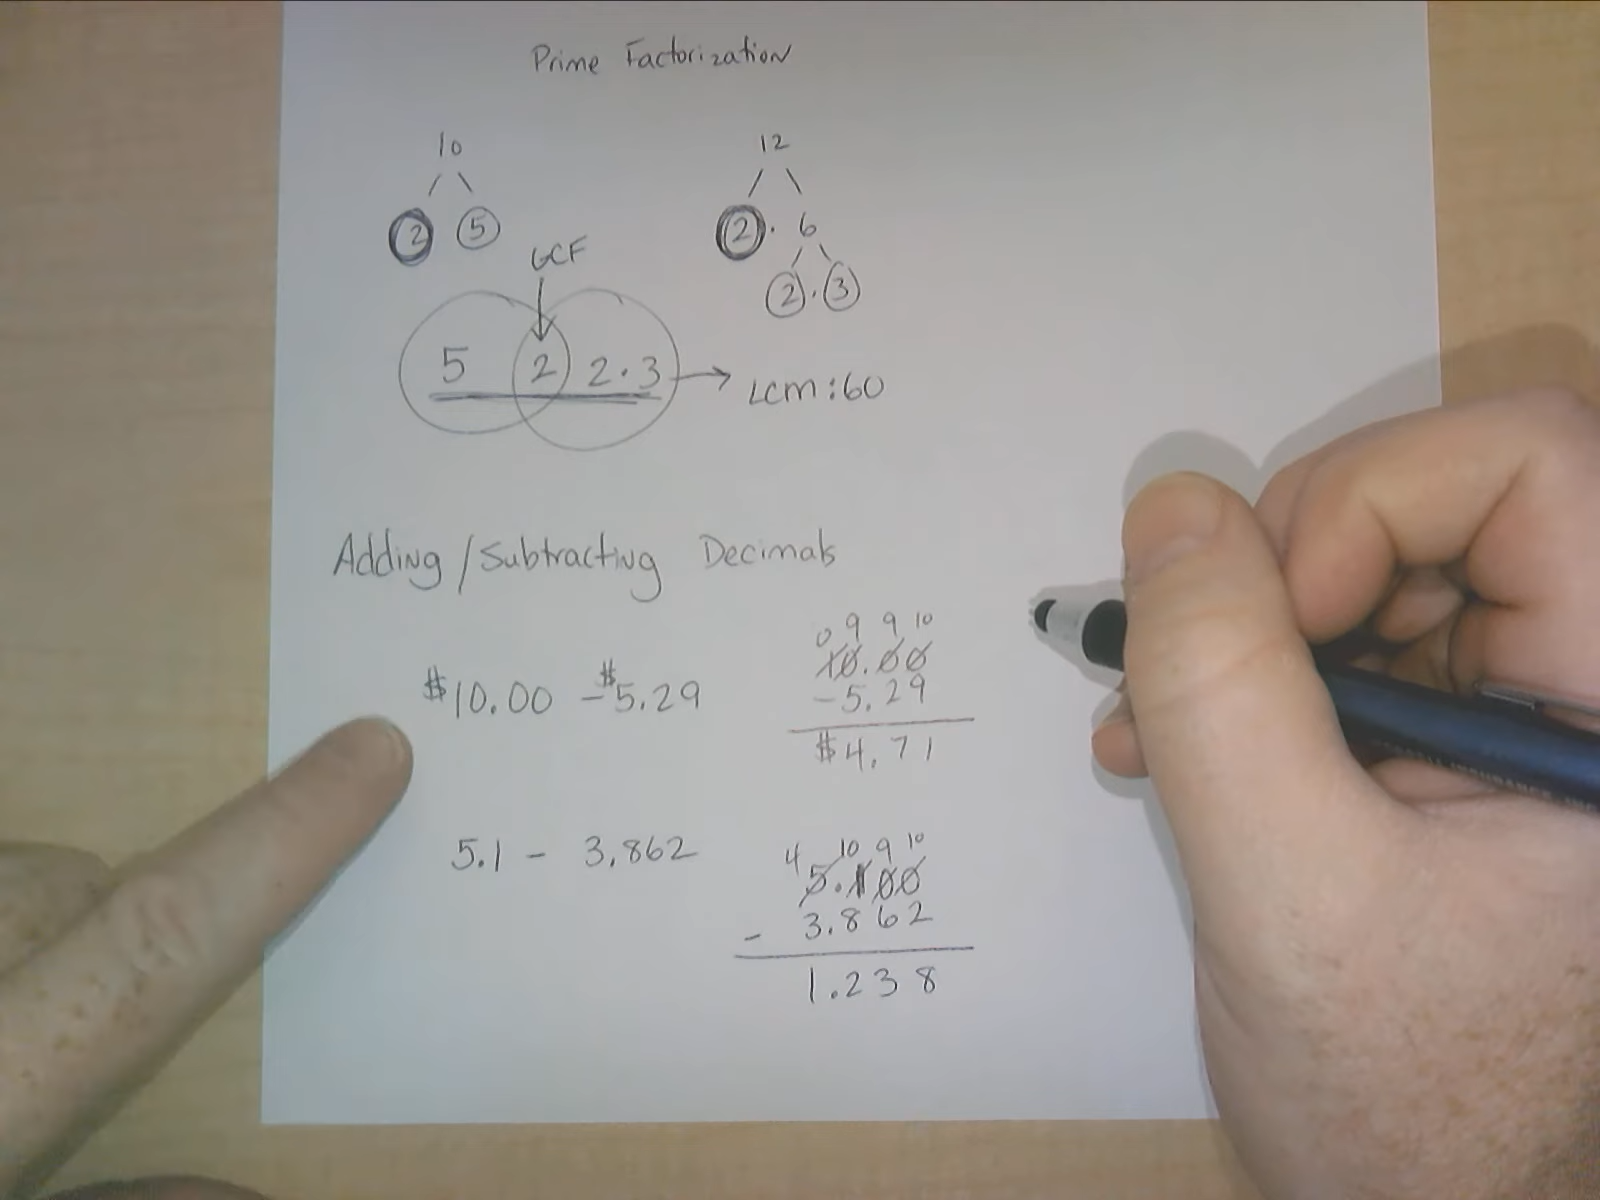 Prime Factorization
10
2 5
12
2 · 6
2 · 3
GCF
5 2 2 · 3
LCM : 60
Adding / Subtracting Decimals
$10.00 - $5.29
0 9 9 10
10.00
- 5.29
$4.71
5.1 - 3.862
4 10 9 10
5.100
- 3.862
1.238